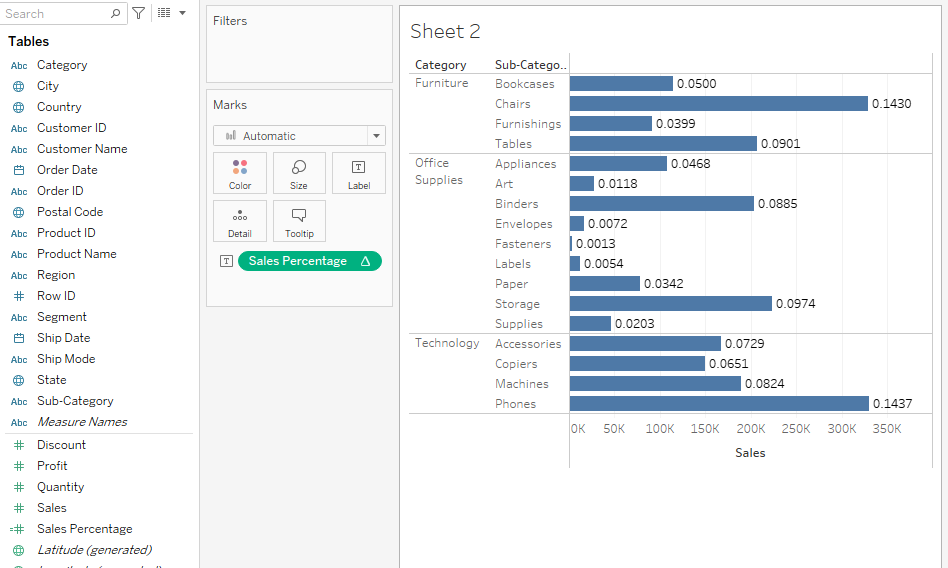 Search
Tables
Abc Category
City
Country
Abc Customer ID
Abc Customer Name
Order Date
Abc Order ID
Postal Code
Abc Product ID
Abc Product Name
Abc Region
# Row ID
Abc Segment
Ship Date
Abc Ship Mode
State
Abc Sub-Category
Abc Measure Names
# Discount
# Profit
# Quantity
# Sales
=# Sales Percentage
Latitude (generated)
Filters
Marks
Automatic
Color Size T Label
Detail Tooltip
T Sales Percentage Δ
Sheet 2
Category Sub-Catego..
Furniture Bookcases 0.0500
Chairs 0.1430
Furnishings 0.0399
Tables 0.0901
Office Supplies Appliances 0.0468
Art 0.0118
Binders 0.0885
Envelopes 0.0072
Fasteners 0.0013
Labels 0.0054
Paper 0.0342
Storage 0.0974
Supplies 0.0203
Technology Accessories 0.0729
Copiers 0.0651
Machines 0.0824
Phones 0.1437
0K 50K 100K 150K 200K 250K 300K 350K
Sales